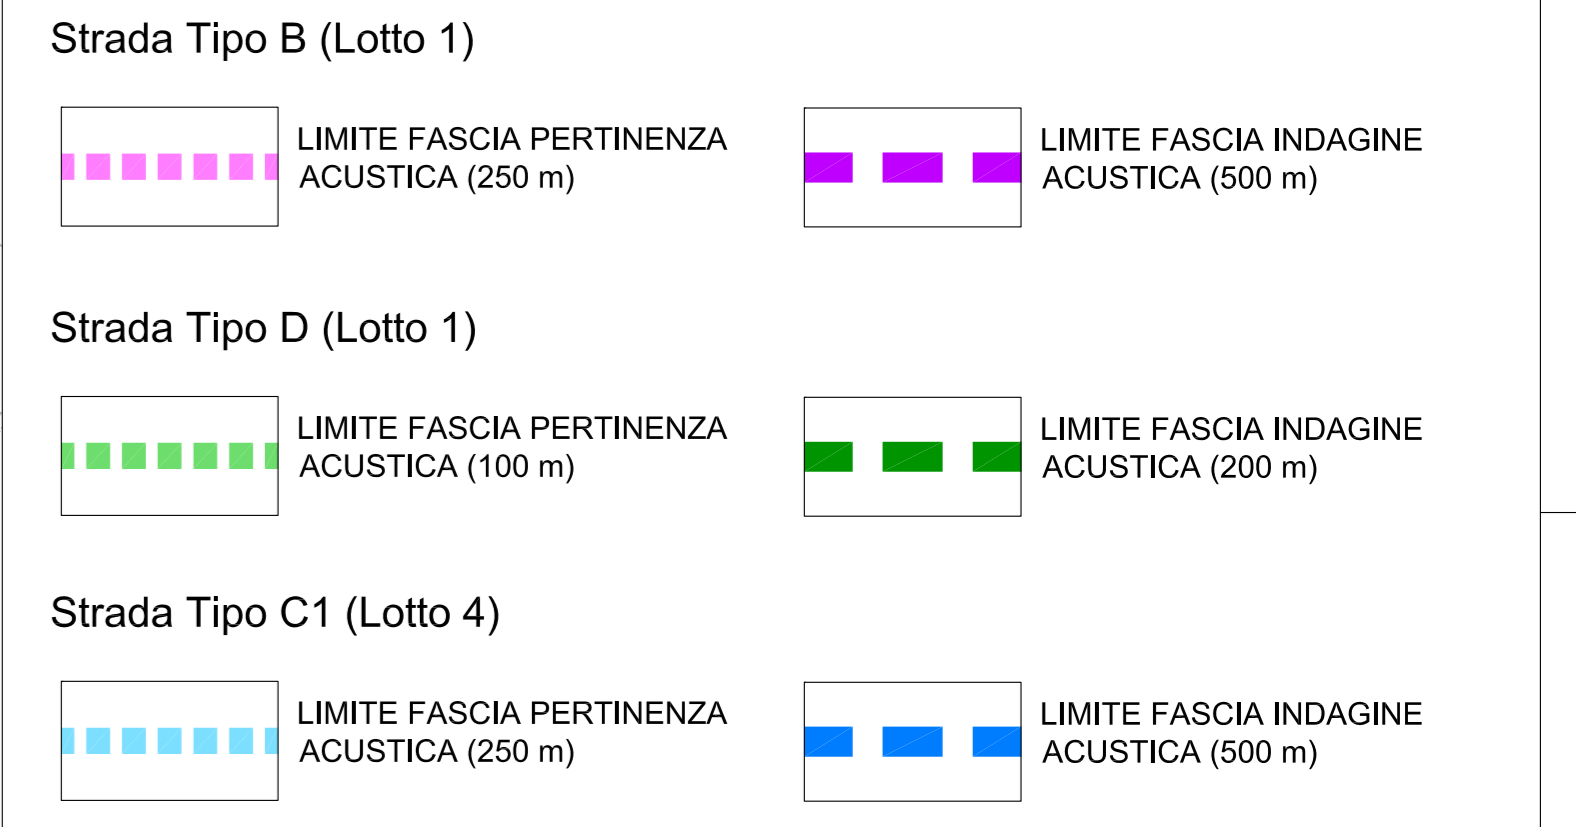 Strada Tipo B (Lotto 1)
LIMITE FASCIA PERTINENZA
ACUSTICA (250 m)
LIMITE FASCIA INDAGINE
ACUSTICA (500 m)
Strada Tipo D (Lotto 1)
LIMITE FASCIA PERTINENZA
ACUSTICA (100 m)
LIMITE FASCIA INDAGINE
ACUSTICA (200 m)
Strada Tipo C1 (Lotto 4)
LIMITE FASCIA PERTINENZA
ACUSTICA (250 m)
LIMITE FASCIA INDAGINE
ACUSTICA (500 m)